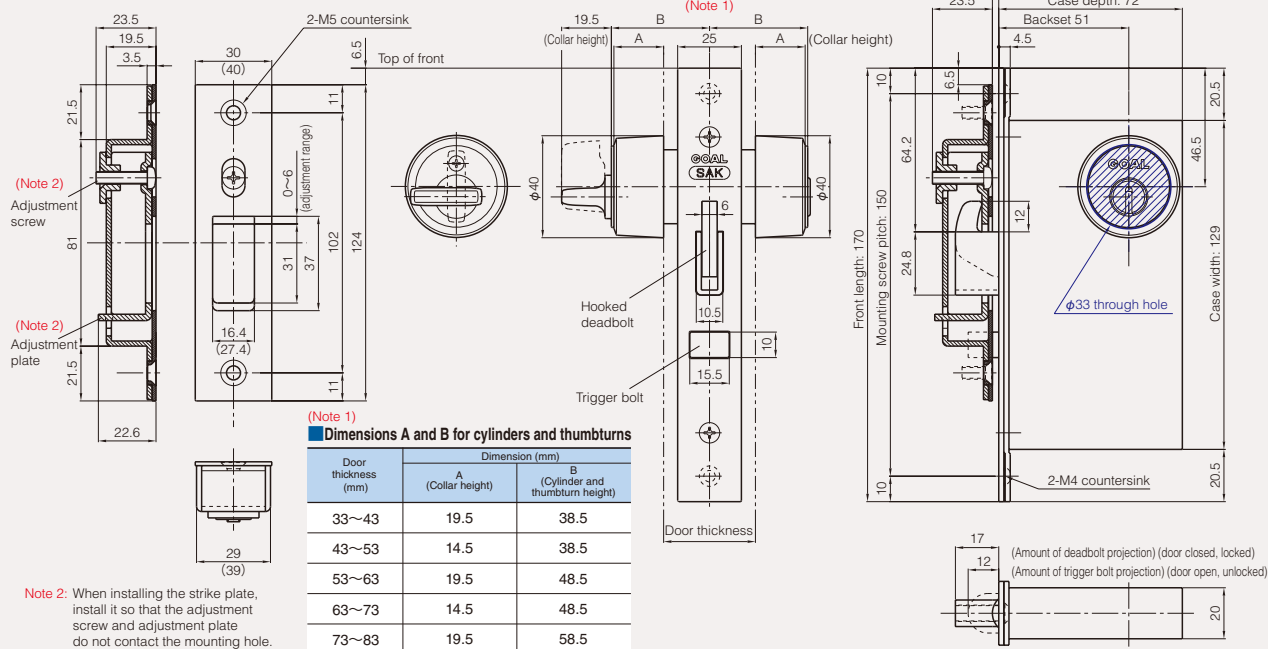 23.5
19.5
3.5
21.5
81
21.5
22.6
(Note 2)
Adjustment
screw
(Note 2)
Adjustment
plate
2-M5 countersink
30
(40)
6.5
Top of front
11
0～6
(adjustment range)
31
37
102
124
16.4
(27.4)
11
29
(39)
Note 2: When installing the strike plate,
install it so that the adjustment
screw and adjustment plate
do not contact the mounting hole.
(Note 1)
19.5
B
B
(Collar height)
A
25
A
(Collar height)
φ40
GOAL
SAK
φ40
6
Hooked
deadbolt
10.5
10
15.5
Trigger bolt
Door thickness
(Note 1)
Dimensions A and B for cylinders and thumbturns
Door
thickness
(mm)
Dimension (mm)
A
(Collar height)
B
(Cylinder and
thumbturn height)
33～43 19.5 38.5
43～53 14.5 38.5
53～63 19.5 48.5
63～73 14.5 48.5
73～83 19.5 58.5
23.5
Case depth: 72
Backset 51
4.5
10
6.5
20.5
64.2
46.5
GOAL
12
24.8
φ33 through hole
Front length: 170
Mounting screw pitch: 150
Case width: 129
10
2-M4 countersink
20.5
17
(Amount of deadbolt projection) (door closed, locked)
12
(Amount of trigger bolt projection) (door open, unlocked)
20